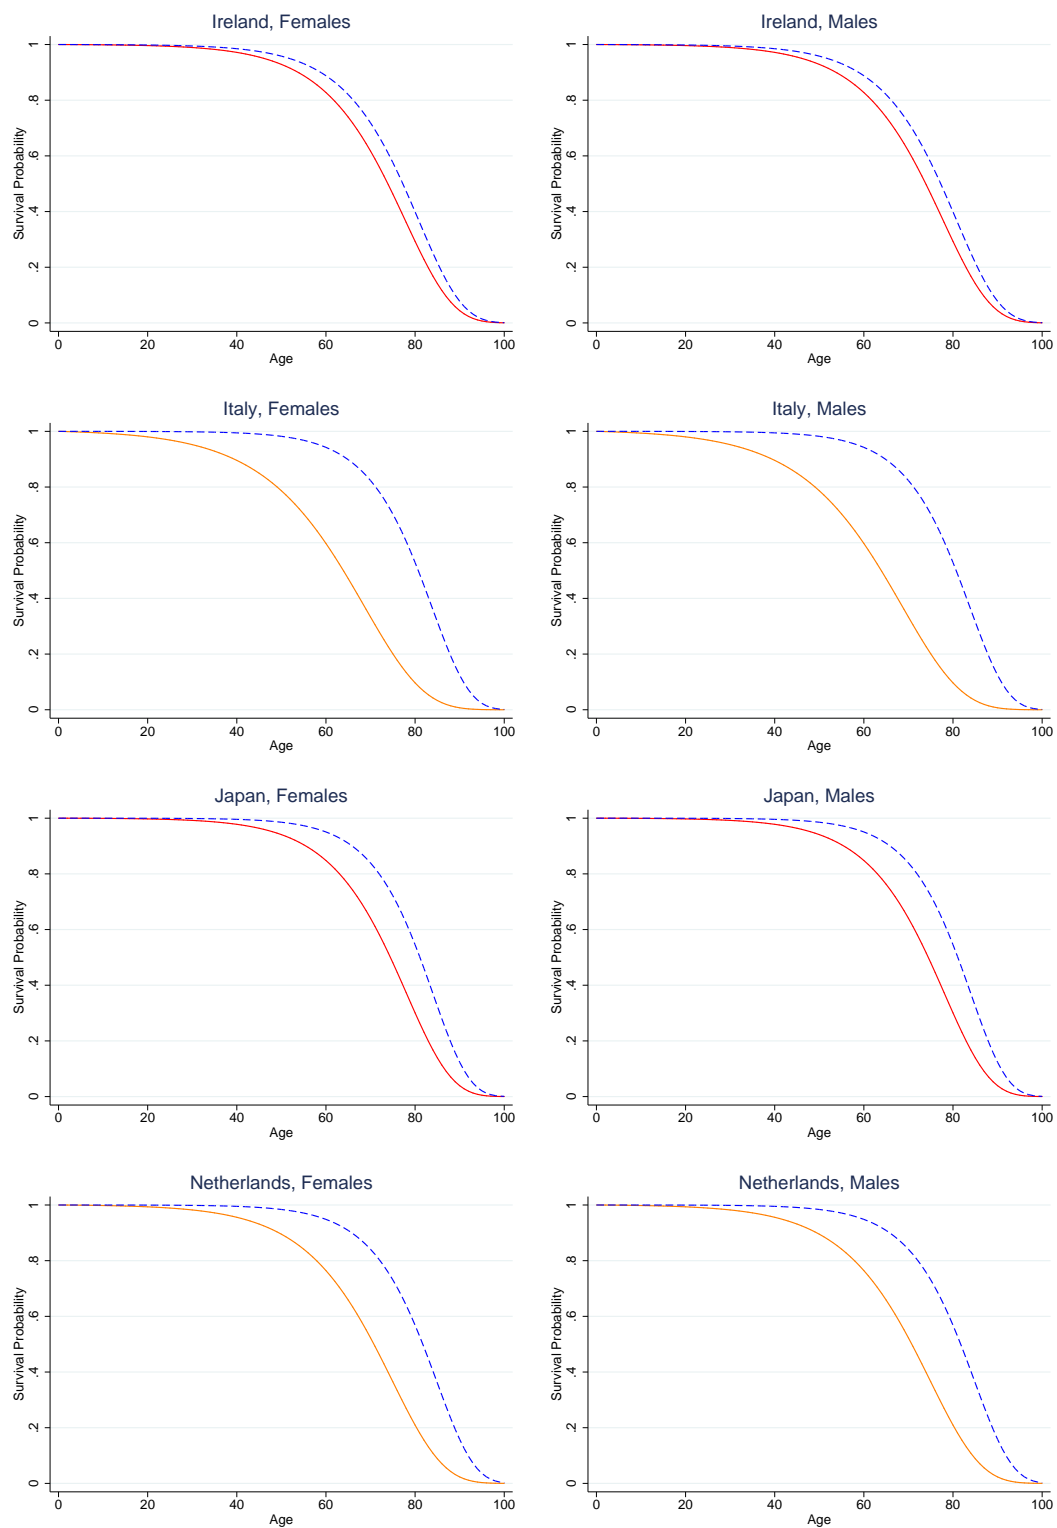 Ireland, Females
Survival Probability
1
.8
.6
.4
.2
0
0 20 40 60 80 100
Age
Ireland, Males
Survival Probability
1
.8
.6
.4
.2
0
0 20 40 60 80 100
Age
Italy, Females
Survival Probability
1
.8
.6
.4
.2
0
0 20 40 60 80 100
Age
Italy, Males
Survival Probability
1
.8
.6
.4
.2
0
0 20 40 60 80 100
Age
Japan, Females
Survival Probability
1
.8
.6
.4
.2
0
0 20 40 60 80 100
Age
Japan, Males
Survival Probability
1
.8
.6
.4
.2
0
0 20 40 60 80 100
Age
Netherlands, Females
Survival Probability
1
.8
.6
.4
.2
0
0 20 40 60 80 100
Age
Netherlands, Males
Survival Probability
1
.8
.6
.4
.2
0
0 20 40 60 80 100
Age